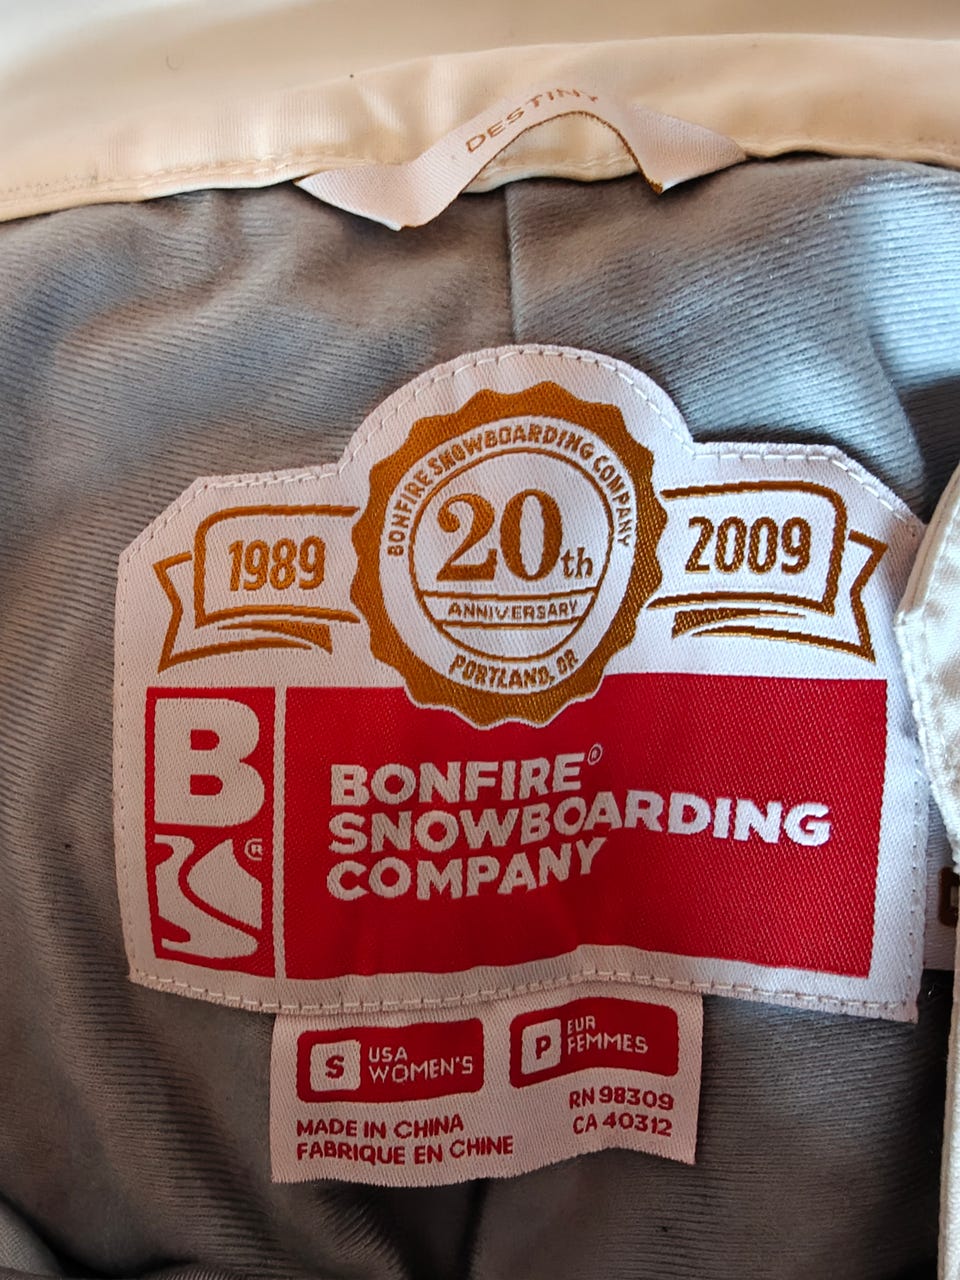 DESTINY
BONFIRE SNOWBOARDING COMPANY
1989
20th
2009
ANNIVERSARY
PORTLAND, OR
B
®
BONFIRE®
SNOWBOARDING
COMPANY
S
USA
WOMEN'S
P
EUR
FEMMES
RN 98309
CA 40312
MADE IN CHINA
FABRIQUE EN CHINE